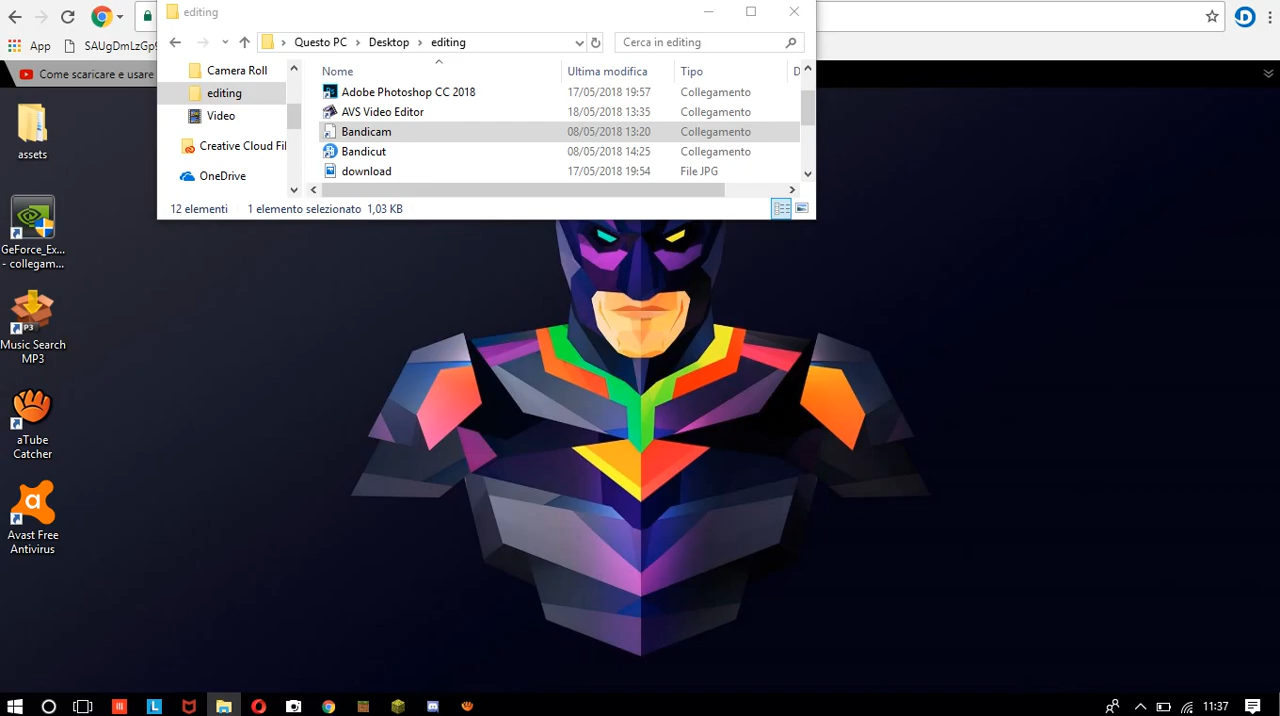 editing
App
SAUgDmLzGp
Come scaricare e usare
Questo PC
Desktop
editing
Cerca in editing
Camera Roll
editing
Video
Creative Cloud Fil
OneDrive
Nome
Ultima modifica
Tipo
D
Adobe Photoshop CC 2018
17/05/2018 19:57
Collegamento
AVS Video Editor
18/05/2018 13:35
Collegamento
Bandicam
08/05/2018 13:20
Collegamento
Bandicut
08/05/2018 14:25
Collegamento
download
17/05/2018 19:54
File JPG
12 elementi
1 elemento selezionato 1,03 KB
assets
GeForce_Ex...
- collegam...
P3
Music Search
MP3
aTube
Catcher
a
Avast Free
Antivirus
D
L
11:37